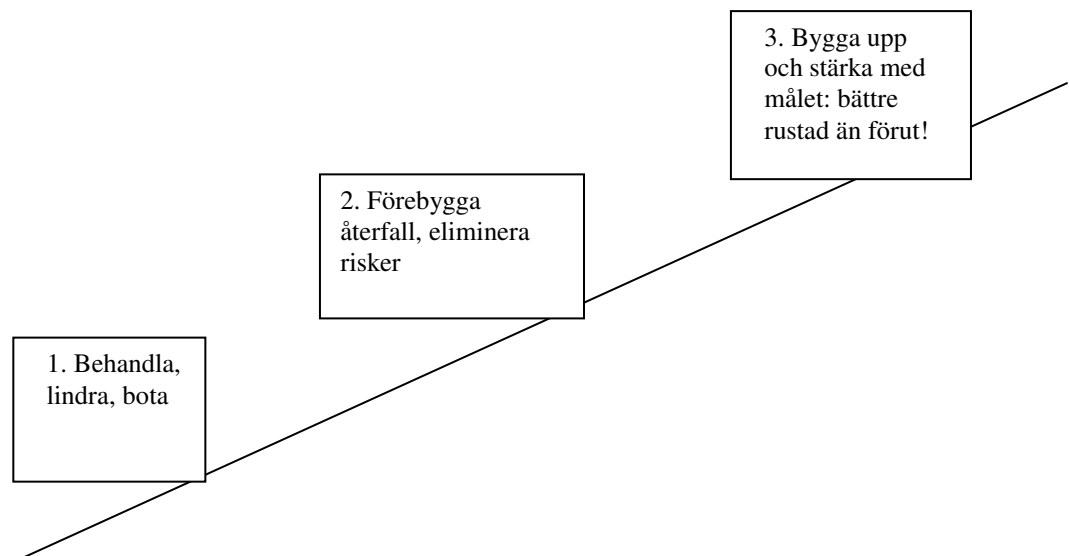 3. Bygga upp
och stärka med
målet: bättre
rustad än förut!
2. Förebygga
återfall, eliminera
risker
1. Behandla,
lindra, bota